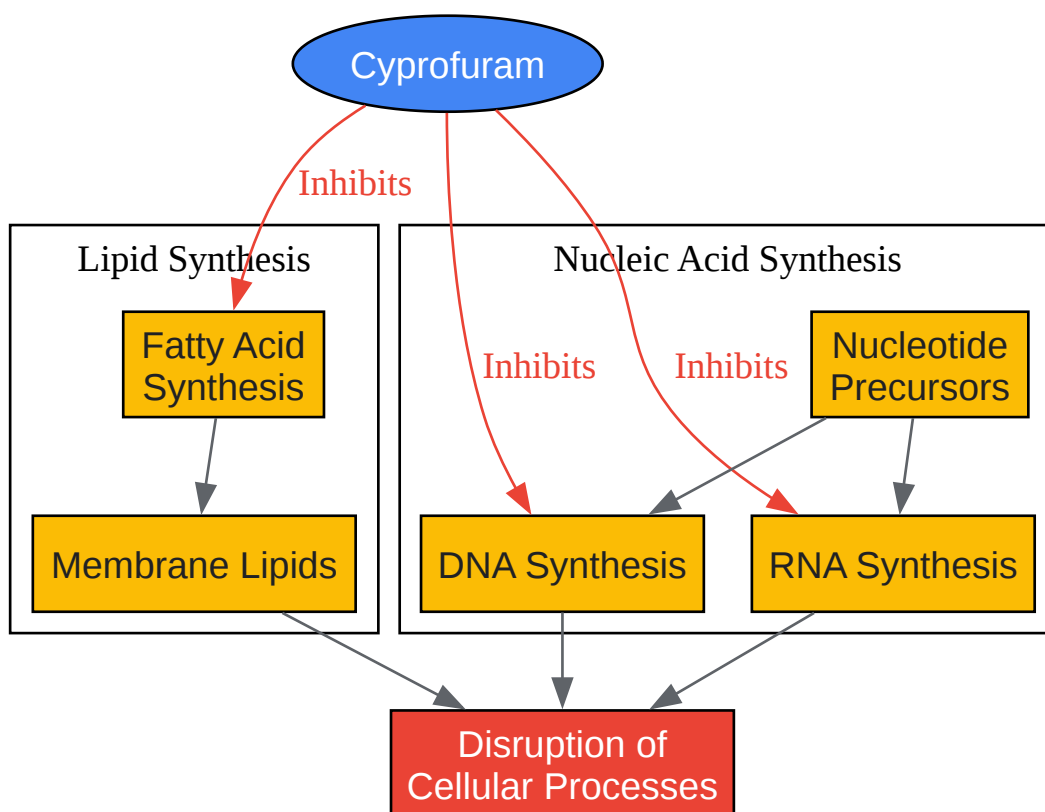 Cyprofuram
Inhibits
Lipid Synthesis
Nucleic Acid Synthesis
Fatty Acid
Synthesis
Inhibits
Inhibits
Nucleotide
Precursors
Membrane Lipids
DNA Synthesis
RNA Synthesis
Disruption of
Cellular Processes